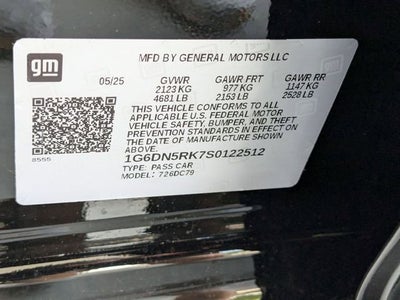 gm
MFD BY GENERAL MOTORS LLC
05/25 GVWR GAWR FRT GAWR RR
2123 KG 977 KG 1147 KG
4681 LB 2153 LB 2528 LB
THIS VEHICLE CONFORMS TO ALL
APPLICABLE U.S. FEDERAL MOTOR
VEHICLE SAFETY, BUMPER, AND THEFT
PREVENTION STANDARDS IN EFFECT ON
THE DATE OF MANUFACTURE SHOWN ABOVE.
8555
1G6DN5RK7S0122512
TYPE: PASS CAR
MODEL: 726DC79